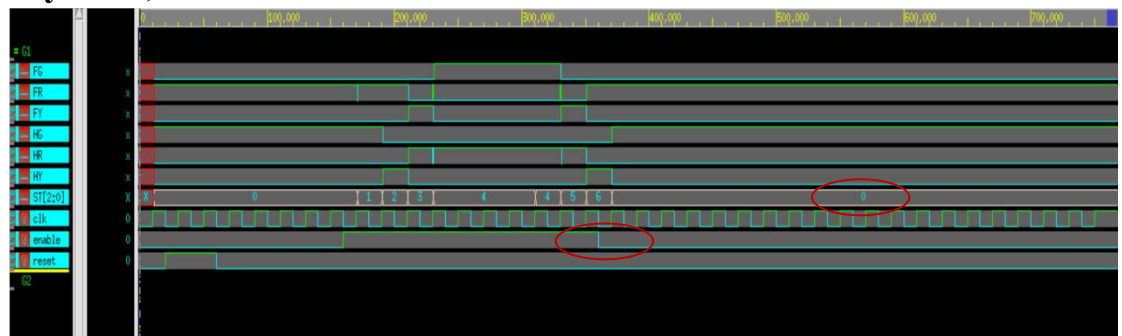 0 100,000 200,000 300,000 400,000 500,000 600,000 700,000
= G1
FG x
FR x
FY x
HG x
HR x
HY x
ST[2:0] X X 0 1 2 3 4 4 5 6 0
clk 0
enable 0
reset 0
G2